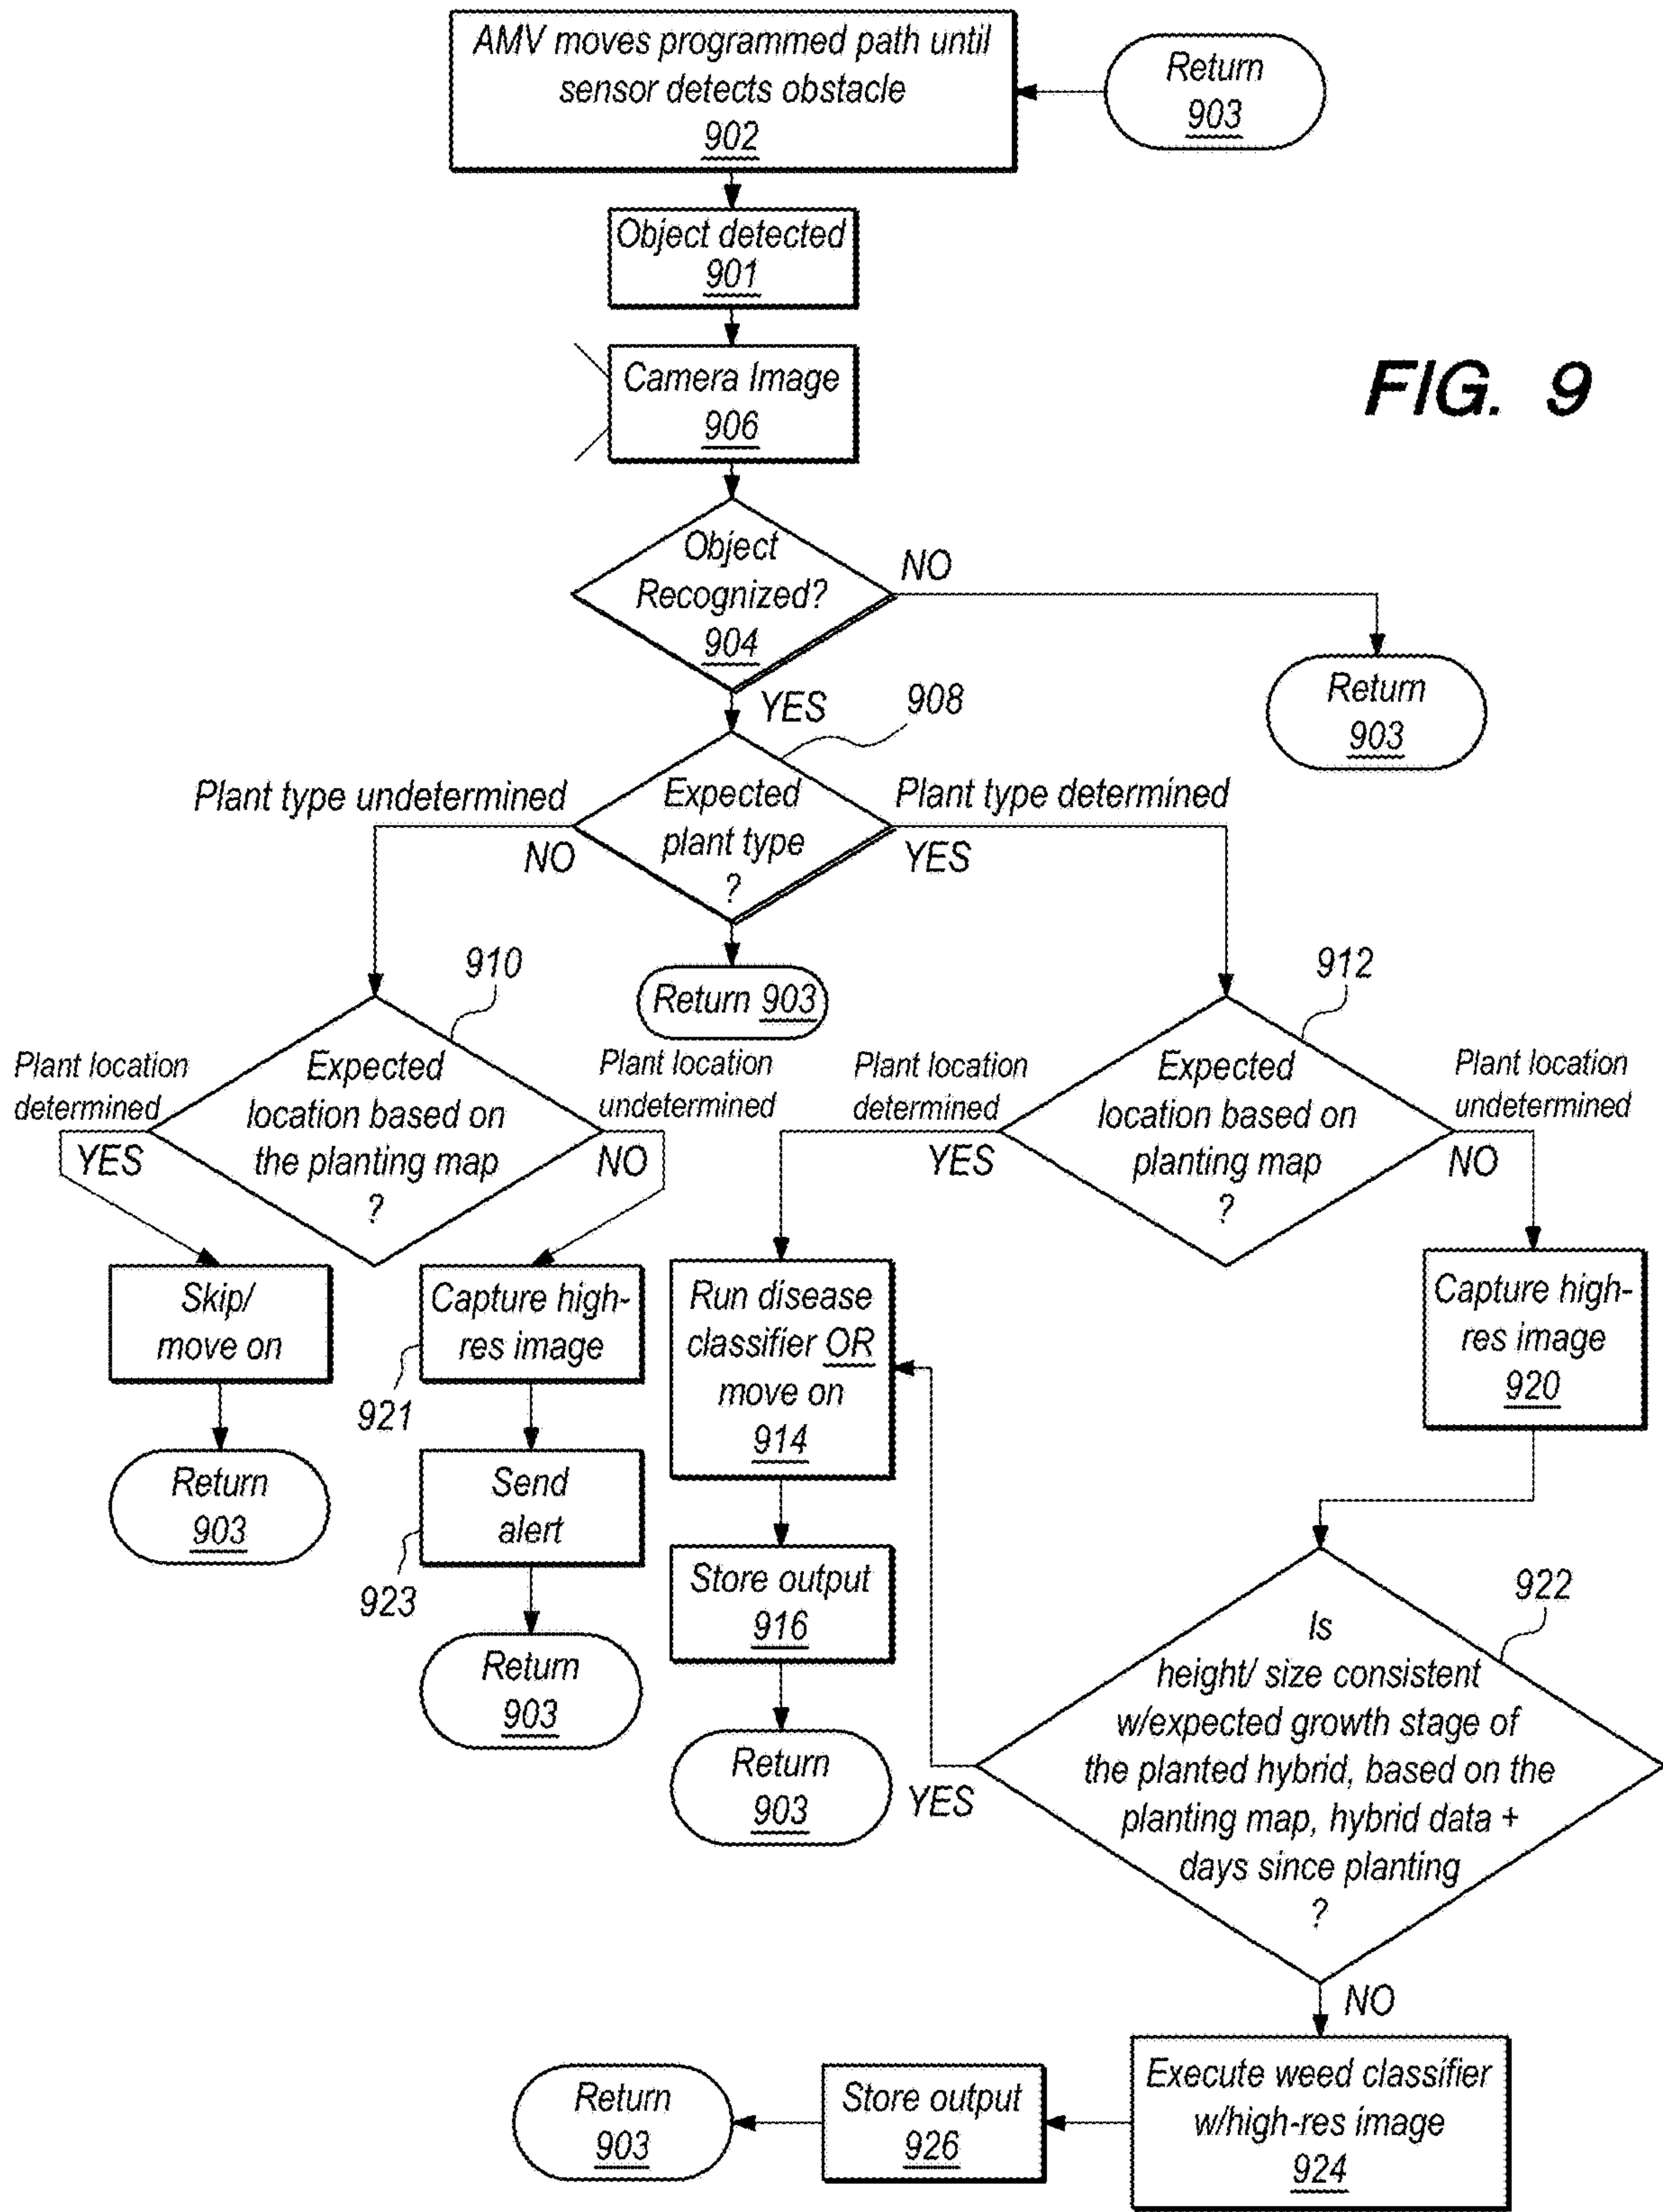 AMV moves programmed path until
sensor detects obstacle
902
Return
903
Object detected
901
Camera Image
906
FIG. 9
Object
Recognized?
904
NO
Return
903
YES
908
Plant type undetermined
NO
Expected
plant type
?
Plant type determined
YES
Return 903
910
Plant location
determined
YES
Expected
location based on
the planting map
?
Plant location
undetermined
NO
912
Plant location
determined
YES
Expected
location based on
planting map
?
Plant location
undetermined
NO
Skip/
move on
Return
903
Capture high-
res image
921
Send
alert
923
Return
903
Run disease
classifier OR
move on
914
Store output
916
Return
903
Capture high-
res image
920
922
Is
height/ size consistent
w/expected growth stage of
the planted hybrid, based on the
planting map, hybrid data +
days since planting
?
YES
NO
Execute weed classifier
w/high-res image
924
Store output
926
Return
903